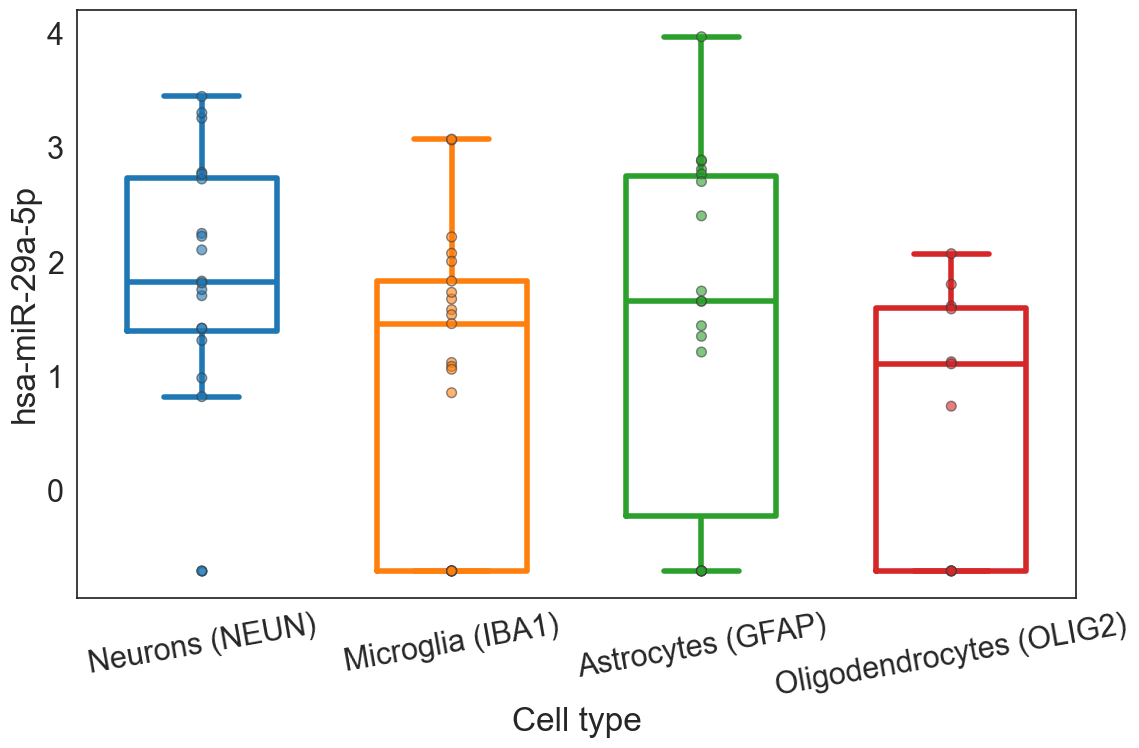 hsa-miR-29a-5p
4
3
2
1
0
Neurons (NEUN)
Microglia (IBA1)
Astrocytes (GFAP)
Oligodendrocytes (OLIG2)
Cell type